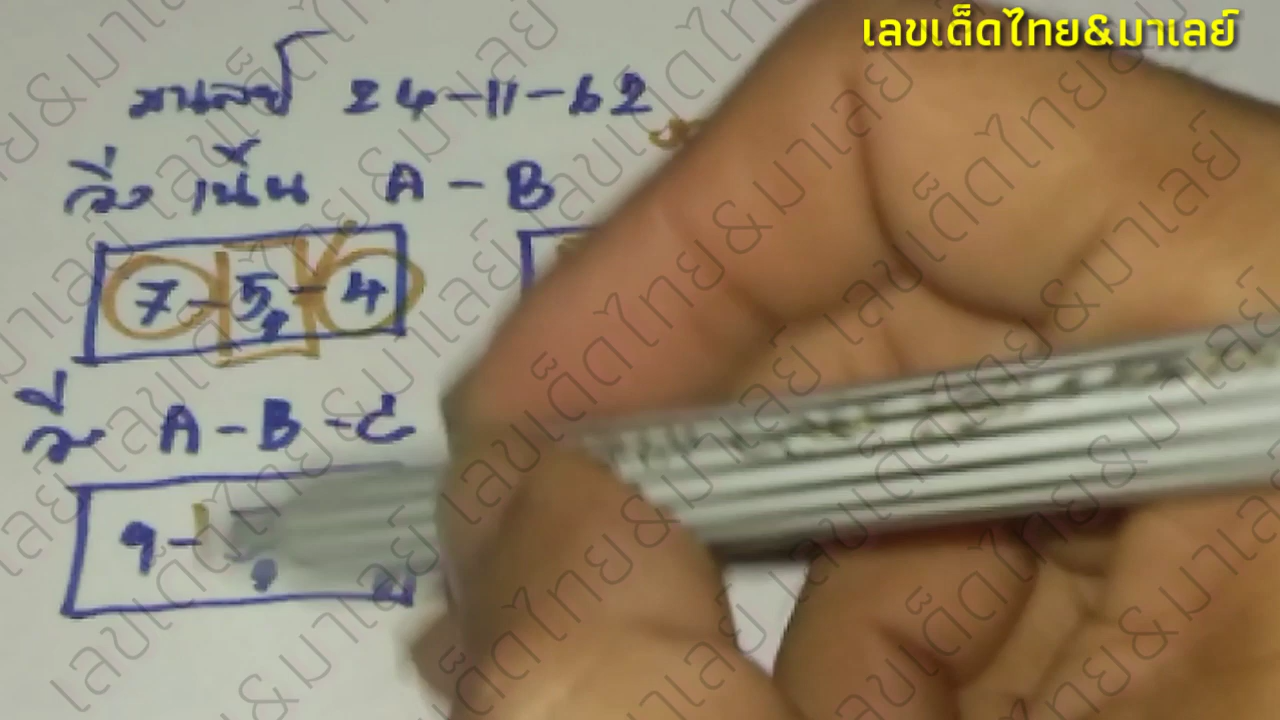 เลขเด็ดไทย&มาเลย์
มาเลย์ 24-11-62
วิ่ง เน้น A - B
7-5-4
วิ่ง A-B-C
9-